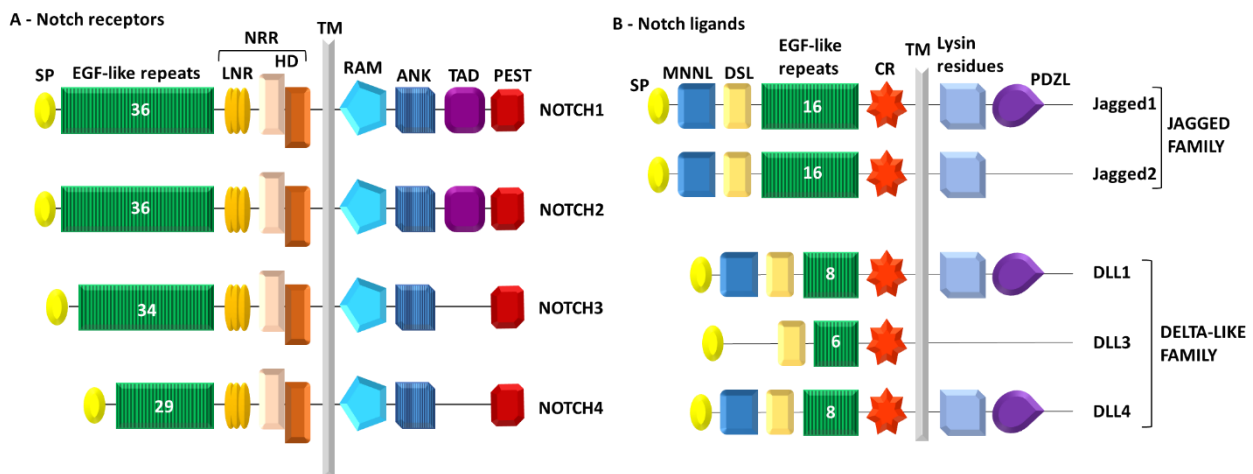 A - Notch receptors
TM
NRR
SP
EGF-like repeats
LNR
HD
RAM
ANK
TAD
PEST
36
NOTCH1
36
NOTCH2
34
NOTCH3
29
NOTCH4
B - Notch ligands
SP
MNNL
DSL
EGF-like
repeats
CR
TM
Lysin
residues
PDZL
16
Jagged1
16
Jagged2
JAGGED
FAMILY
8
DLL1
6
DLL3
8
DLL4
DELTA-LIKE
FAMILY